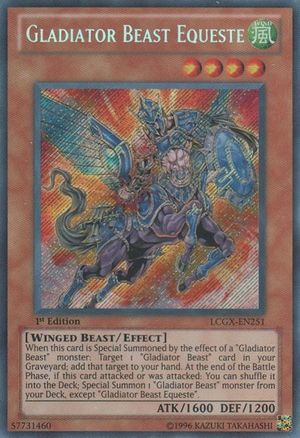 GLADIATOR BEAST EQUESTE
WIND
風
1st Edition
LCGX-EN251
[WINGED BEAST/EFFECT]
When this card is Special Summoned by the effect of a "Gladiator
Beast" monster: Target 1 "Gladiator Beast" card in your
Graveyard; add that target to your hand. At the end of the Battle
Phase, if this card attacked or was attacked: You can shuffle it
into the Deck; Special Summon 1 "Gladiator Beast" monster from
your Deck, except "Gladiator Beast Equeste".
ATK/1600 DEF/1200
57731460
©1996 KAZUKI TAKAHASHI